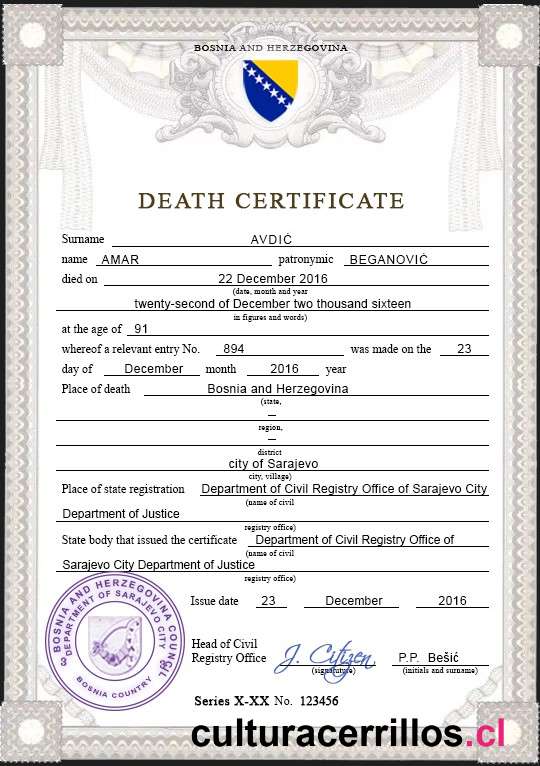 BOSNIA AND HERZEGOVINA
DEATH CERTIFICATE
Surname AVDIĆ
name AMAR patronymic BEGANOVIĆ
died on 22 December 2016
(date, month and year
twenty-second of December two thousand sixteen
in figures and words)
at the age of 91
whereof a relevant entry No. 894 was made on the 23
day of December month 2016 year
Place of death Bosnia and Herzegovina
(state,
—
region,
—
district
city of Sarajevo
city, village)
Place of state registration Department of Civil Registry Office of Sarajevo City
(name of civil
Department of Justice
registry office)
State body that issued the certificate Department of Civil Registry Office of
(name of civil
Sarajevo City Department of Justice
registry office)
BOSNIA AND HERZEGOVINA COUNCIL
DEPARTMENT OF SARAJEVO CITY
3 3
BOSNIA COUNTRY
Issue date 23 December 2016
Head of Civil
Registry Office J. Citizen P.P. Bešić
(signature) (initials and surname)
Series X-XX No. 123456
culturacerrillos.cl